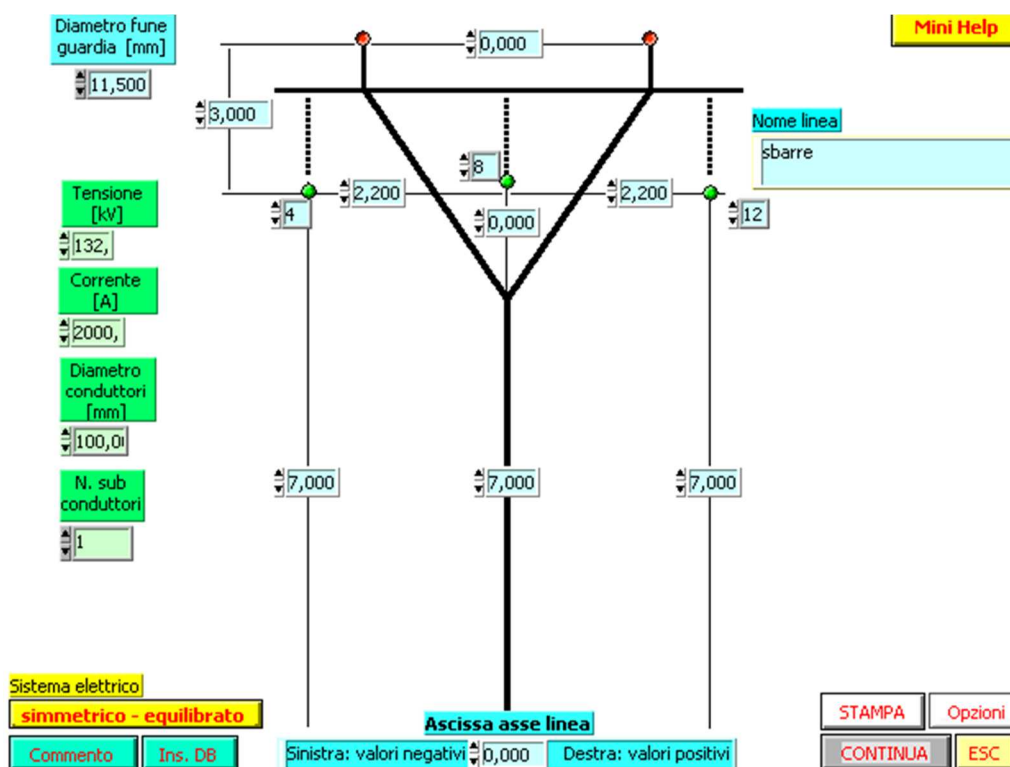 Diametro fune
guardia [mm]
11,500
0,000
Mini Help
3,000
Nome linea
sbarre
8
2,200
2,200
4
0,000
12
Tensione
[kV]
132,
Corrente
[A]
2000,
Diametro
conduttori
[mm]
100,0
N. sub
conduttori
1
7,000
7,000
7,000
Sistema elettrico
simmetrico - equilibrato
Commento
Ins. DB
Ascissa asse linea
Sinistra: valori negativi
0,000
Destra: valori positivi
STAMPA
Opzioni
CONTINUA
ESC